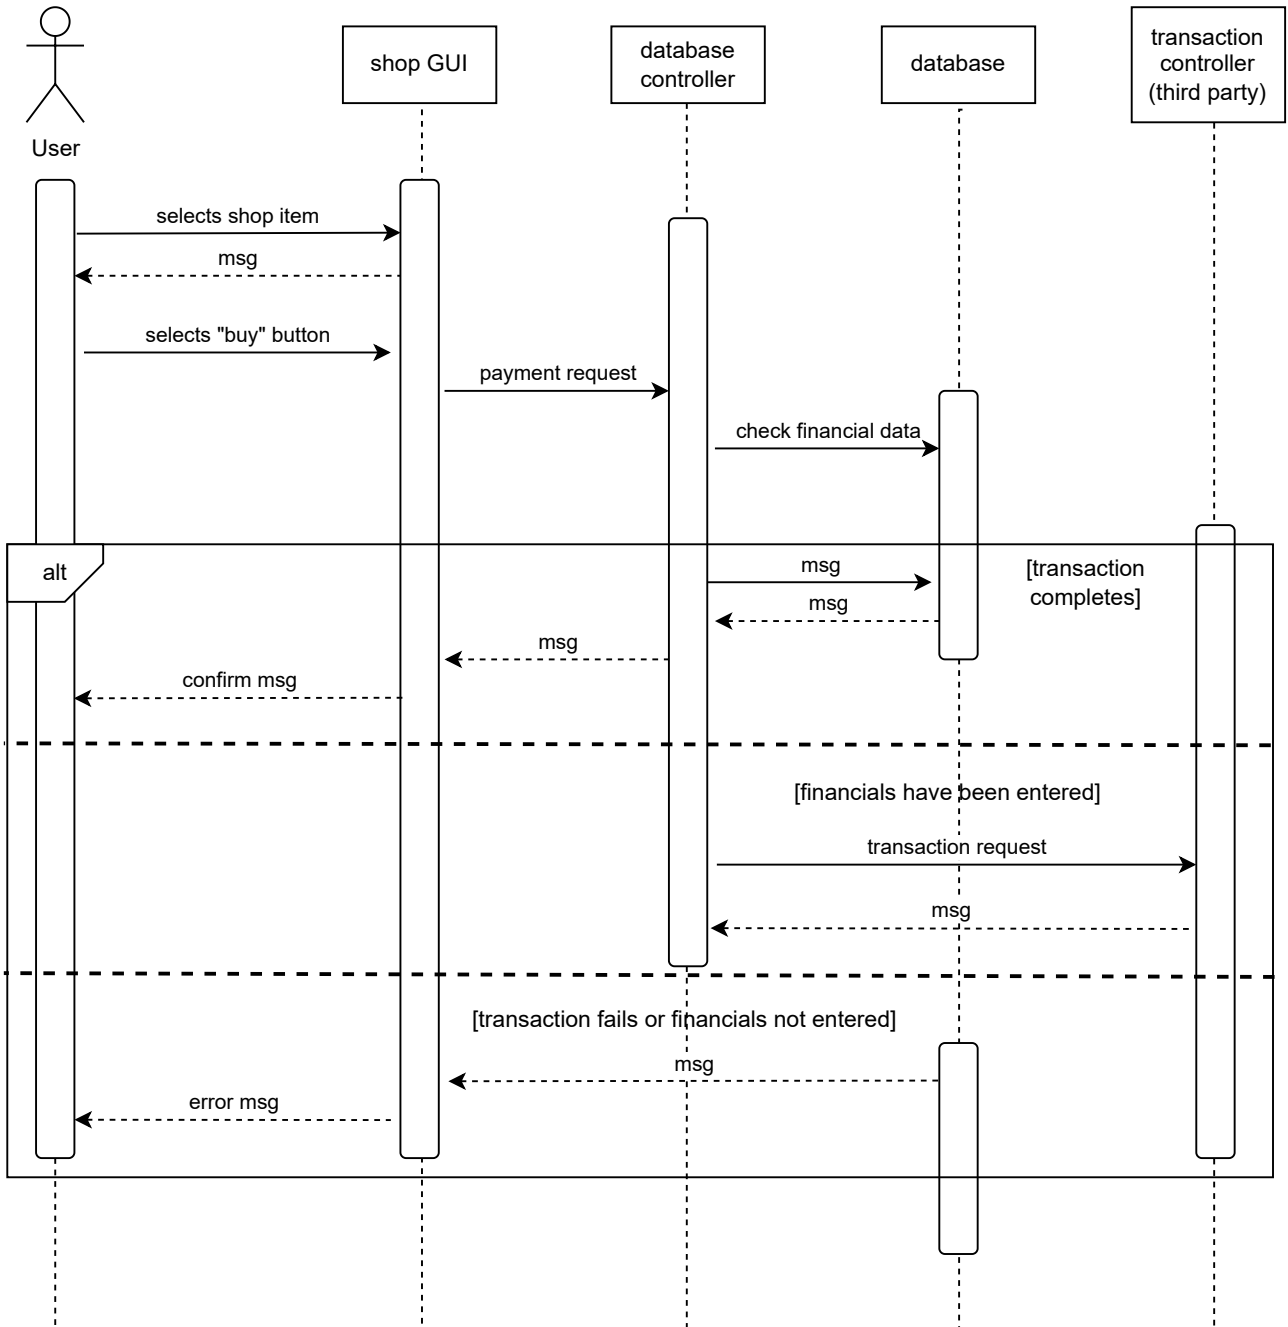 User
shop GUI
database
controller
database
transaction
controller
(third party)
selects shop item
msg
selects "buy" button
payment request
check financial data
alt
msg
[transaction
completes]
msg
msg
confirm msg
[financials have been entered]
transaction request
msg
[transaction fails or financials not entered]
msg
error msg